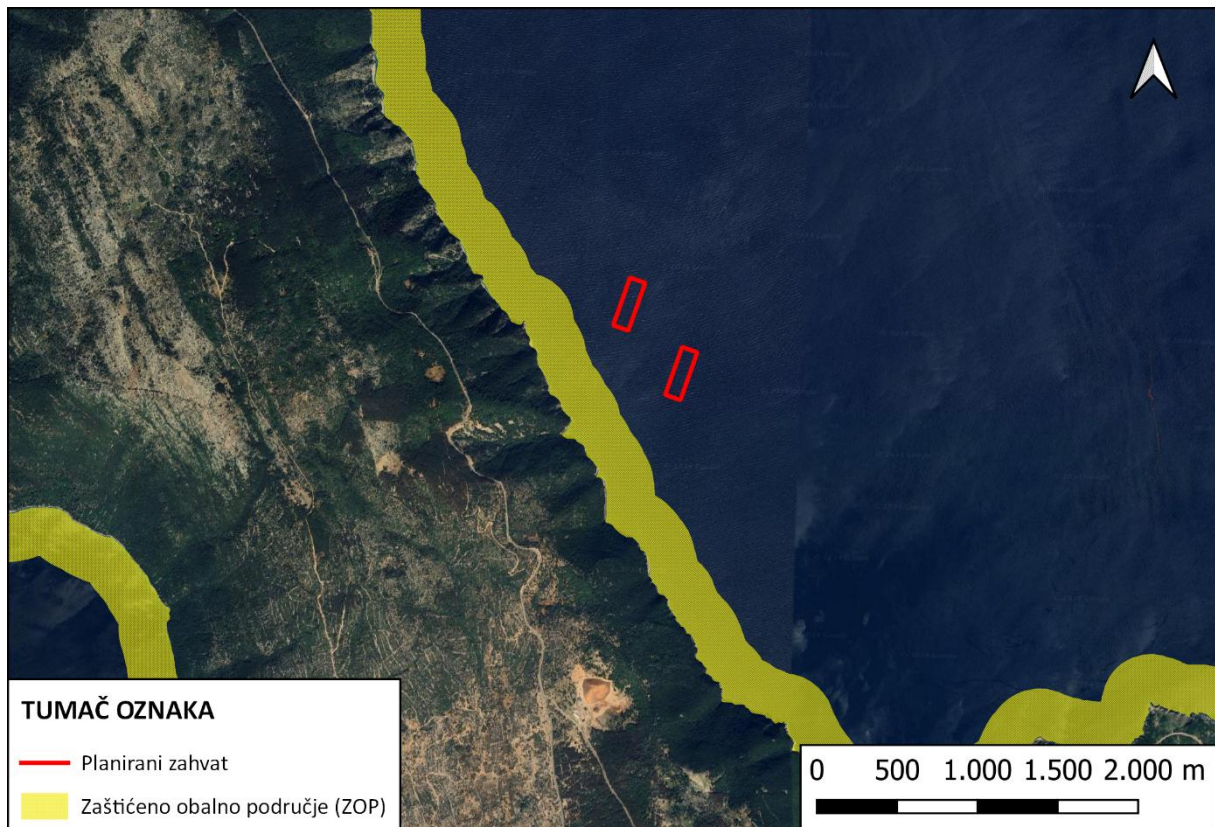 TUMAČ OZNAKA
Planirani zahvat
Zaštićeno obalno područje (ZOP)
0 500 1.000 1.500 2.000 m